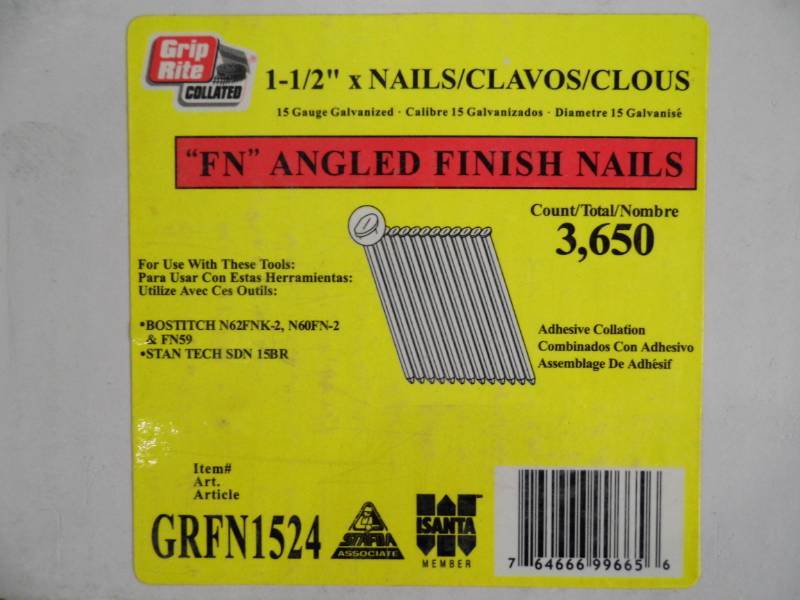 Grip
Rite
COLLATED
1-1/2" x NAILS/CLAVOS/CLOUS
15 Gauge Galvanized · Calibre 15 Galvanizados · Diametre 15 Galvanisé
"FN" ANGLED FINISH NAILS
Count/Total/Nombre
3,650
For Use With These Tools:
Para Usar Con Estas Herramientas:
Utilize Avec Ces Outils:
•BOSTITCH N62FNK-2, N60FN-2
& FN59
•STAN TECH SDN 15BR
Adhesive Collation
Combinados Con Adhesivo
Assemblage De Adhésif
Item#
Art.
Article
GRFN1524
STAFDA
ASSOCIATE
ISANTA
MEMBER
7 64666 99665 6